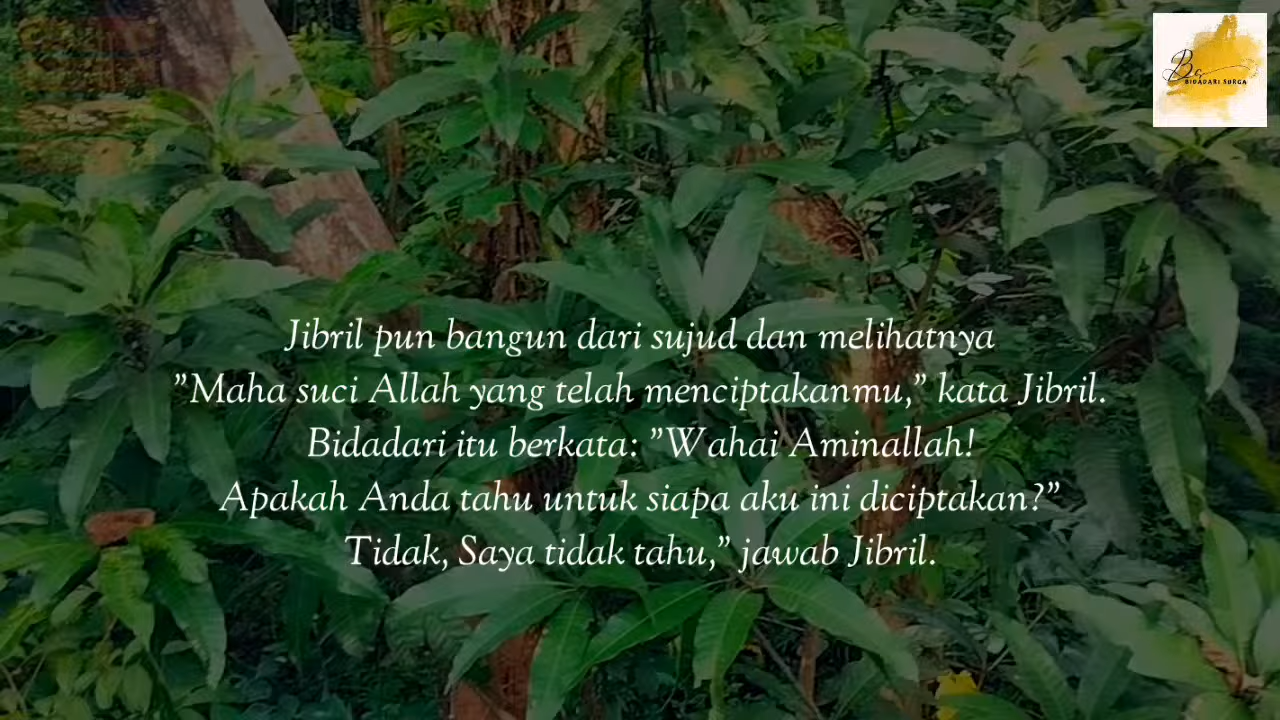 Bs
BIDADARI SURGA
Jibril pun bangun dari sujud dan melihatnya
"Maha suci Allah yang telah menciptakanmu," kata Jibril.
Bidadari itu berkata: "Wahai Aminallah!
Apakah Anda tahu untuk siapa aku ini diciptakan?"
Tidak, Saya tidak tahu," jawab Jibril.